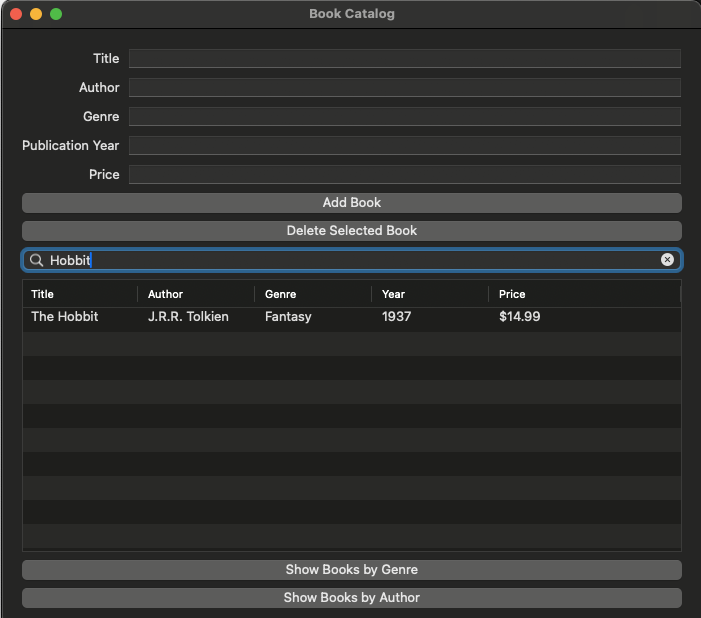 Book Catalog
Title
Author
Genre
Publication Year
Price
Add Book
Delete Selected Book
Hobbit
Title Author Genre Year Price
The Hobbit J.R.R. Tolkien Fantasy 1937 $14.99
Show Books by Genre
Show Books by Author